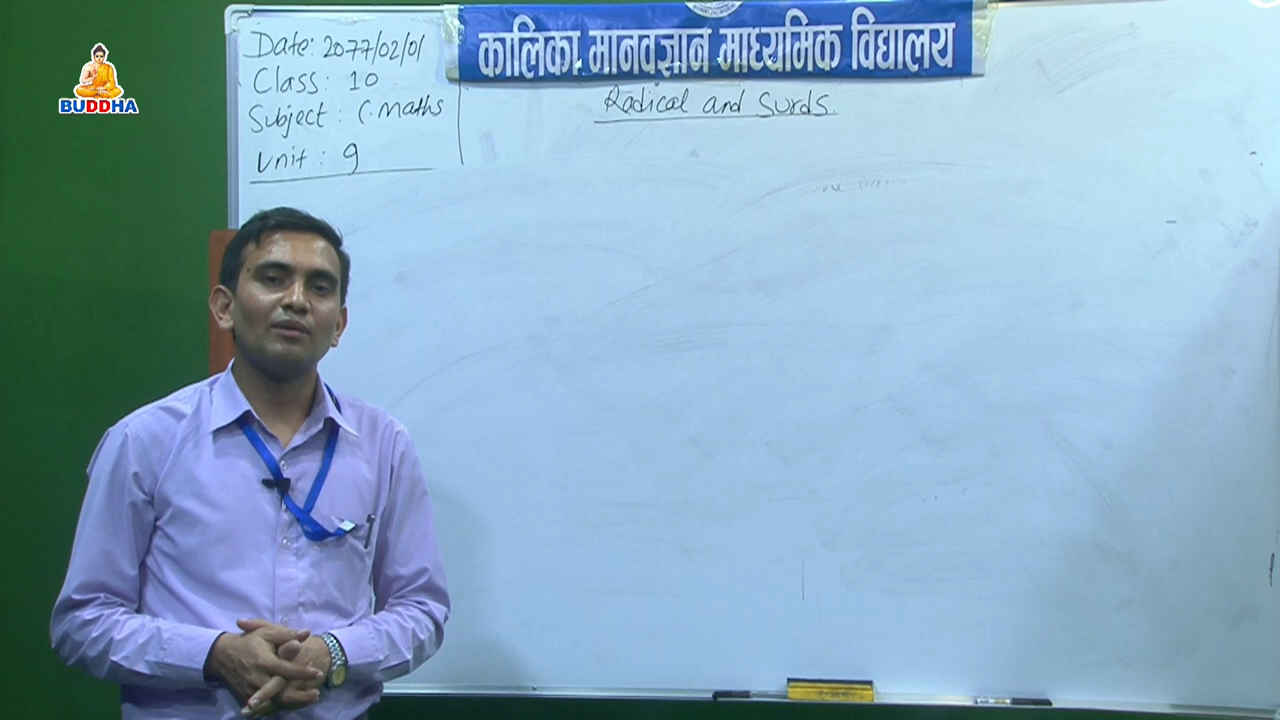 BUDDHA
कालिका मानवज्ञान माध्यमिक विद्यालय
Date: 2077/02/01
Class: 10
Subject: C.Maths
Unit: 9
Radical and Surds.